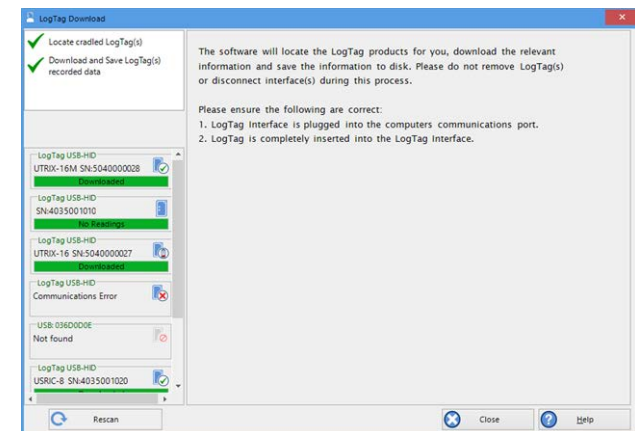 LogTag Download
Locate cradled LogTag(s)
Download and Save LogTag(s)
recorded data
The software will locate the LogTag products for you, download the relevant
information and save the information to disk. Please do not remove LogTag(s)
or disconnect interface(s) during this process.
Please ensure the following are correct:
1. LogTag Interface is plugged into the computers communications port.
2. LogTag is completely inserted into the LogTag Interface.
LogTag USB-HID
UTRIX-16M SN:5040000028
Downloaded
LogTag USB-HID
SN:4035001010
No Readings
LogTag USB-HID
UTRIX-16 SN:5040000027
Downloaded
LogTag USB-HID
Communications Error
USB: 036D0D0E
Not found
LogTag USB-HID
USRIC-8 SN:4035001020
Rescan
Close
Help